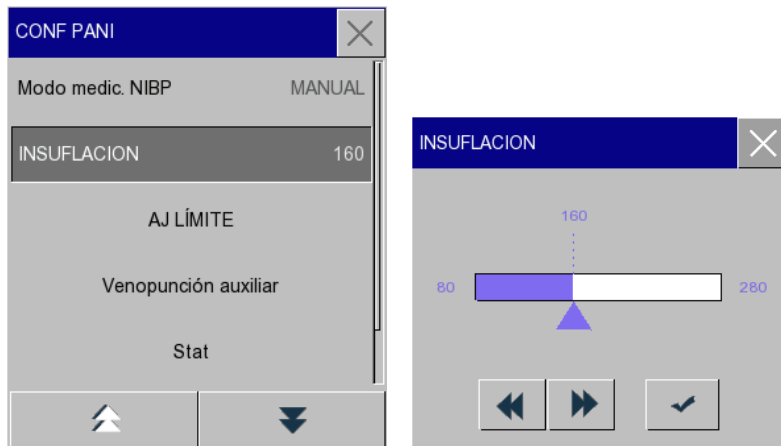 CONF PANI
Modo medic. NIBP MANUAL
INSUFLACION 160
AJ LÍMITE
Venopunción auxiliar
Stat
INSUFLACION
160
80 280